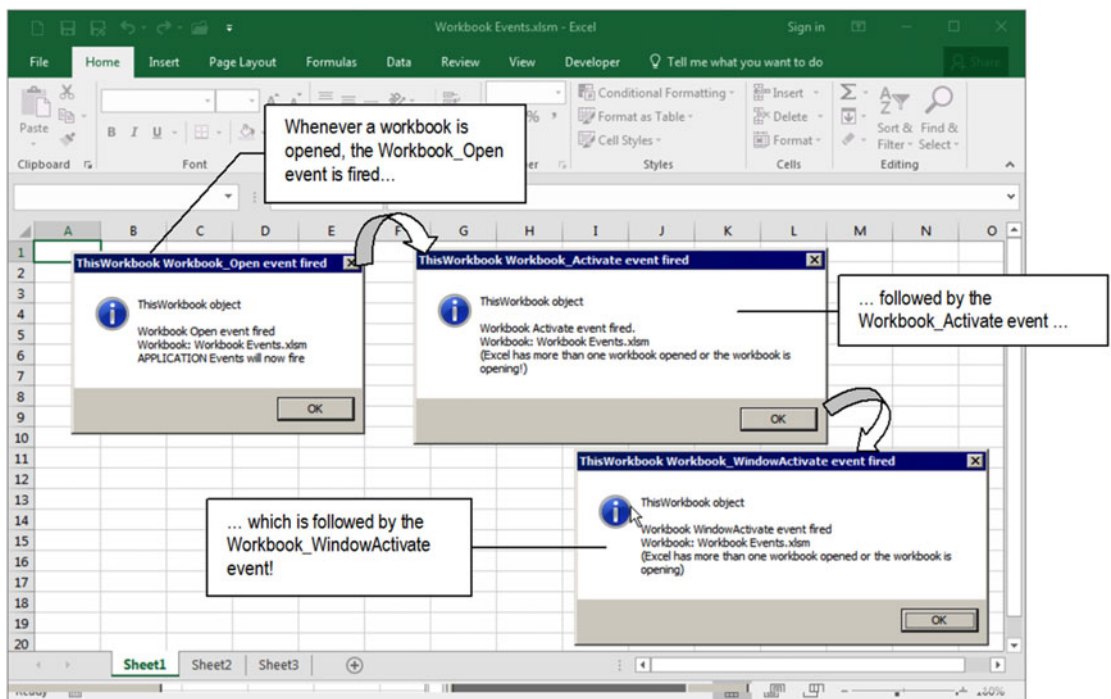 Workbook Events.xlsm - Excel
Sign in
File Home Insert Page Layout Formulas Data Review View Developer Tell me what you want to do Share
Paste
Clipboard
B I U
Font
%
Conditional Formatting
Format as Table
Cell Styles
Styles
Insert
Delete
Format
Cells
Sort & Find &
Filter Select
Editing
Whenever a workbook is
opened, the Workbook_Open
event is fired…
A B C D E F G H I J K L M N O
1
2
3
4
5
6
7
8
9
10
11
12
13
14
15
16
17
18
19
20
ThisWorkbook Workbook_Open event fired
ThisWorkbook object
Workbook Open event fired
Workbook: Workbook Events.xlsm
APPLICATION Events will now fire
OK
ThisWorkbook Workbook_Activate event fired
ThisWorkbook object
Workbook Activate event fired.
Workbook: Workbook Events.xlsm
(Excel has more than one workbook opened or the workbook is
opening!)
OK
… followed by the
Workbook_Activate event …
ThisWorkbook Workbook_WindowActivate event fired
ThisWorkbook object
Workbook WindowActivate event fired
Workbook: Workbook Events.xlsm
(Excel has more than one workbook opened or the workbook is
opening)
OK
… which is followed by the
Workbook_WindowActivate
event!
Sheet1 Sheet2 Sheet3